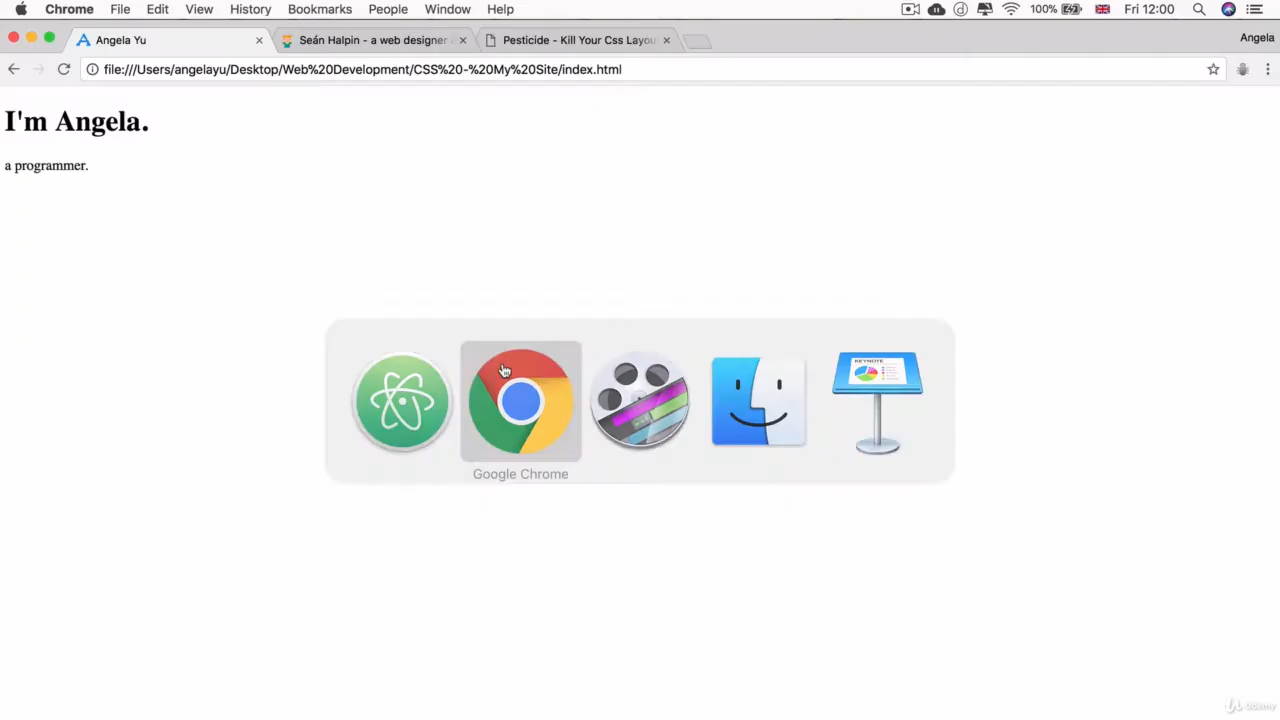 Chrome File Edit View History Bookmarks People Window Help 100% Fri 12:00
Angela Yu Seán Halpin - a web designer Pesticide - Kill Your Css Layou Angela
file:///Users/angelayu/Desktop/Web%20Development/CSS%20-%20My%20Site/index.html
I'm Angela.
a programmer.
KEYNOTE
Google Chrome
Udemy